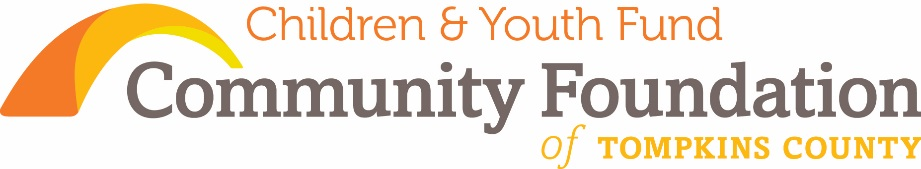 Children & Youth Fund
Community Foundation
of TOMPKINS COUNTY